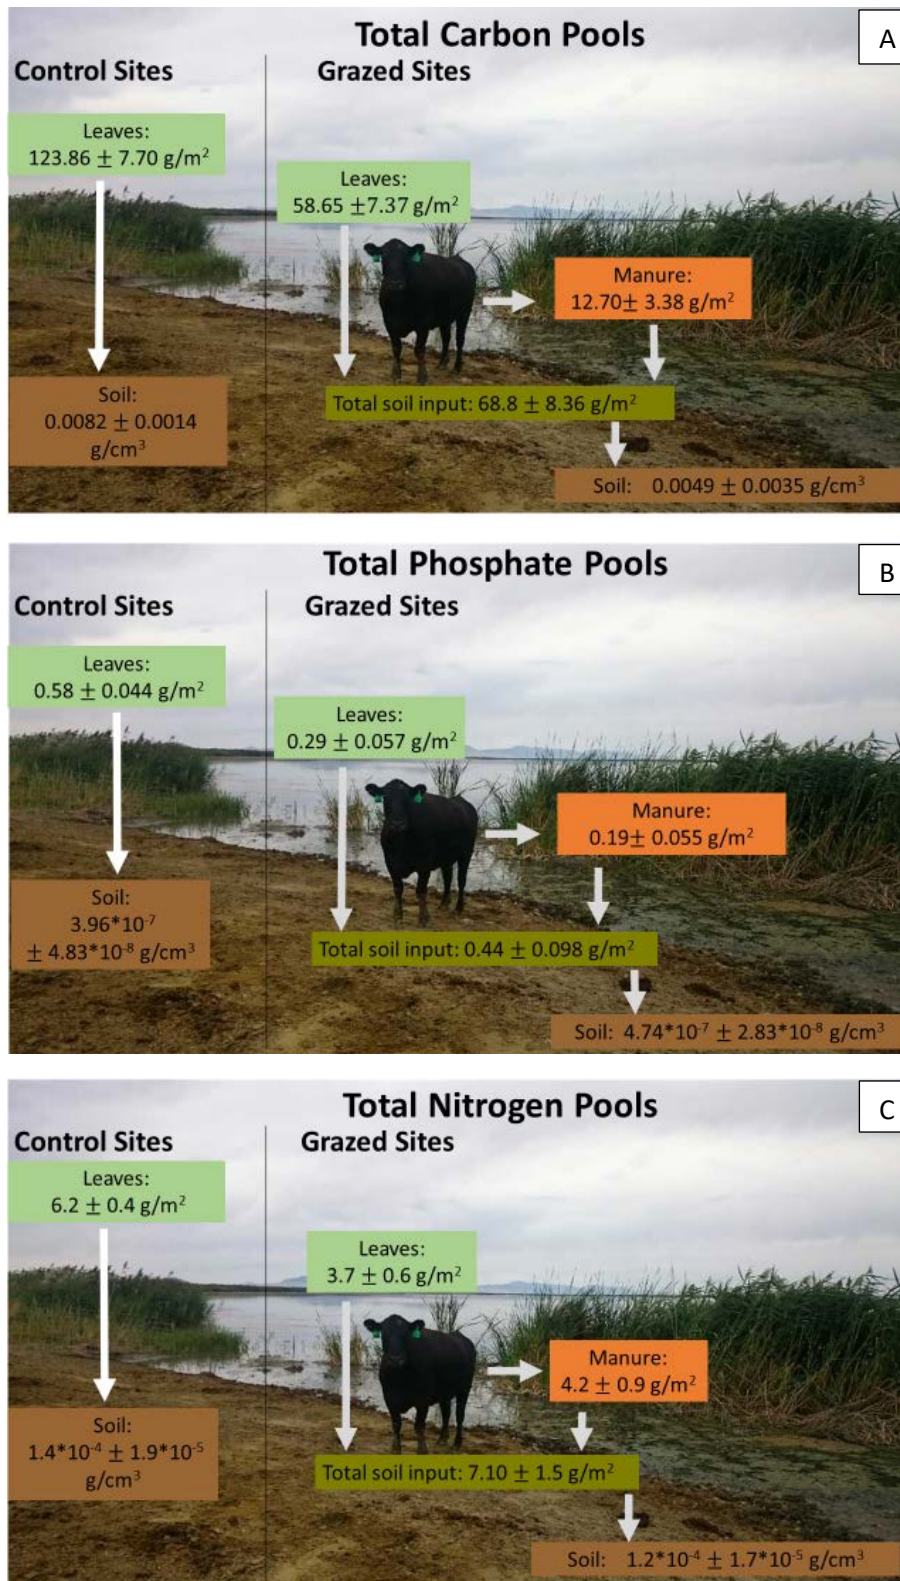 Total Carbon Pools
A
Control Sites
Grazed Sites
Leaves:
123.86 ± 7.70 g/m²
Leaves:
58.65 ±7.37 g/m²
Manure:
12.70± 3.38 g/m²
Soil:
0.0082 ± 0.0014
g/cm³
Total soil input: 68.8 ± 8.36 g/m²
Soil: 0.0049 ± 0.0035 g/cm³
Total Phosphate Pools
B
Control Sites
Grazed Sites
Leaves:
0.58 ± 0.044 g/m²
Leaves:
0.29 ± 0.057 g/m²
Manure:
0.19± 0.055 g/m²
Soil:
3.96*10⁻⁷
± 4.83*10⁻⁸ g/cm³
Total soil input: 0.44 ± 0.098 g/m²
Soil: 4.74*10⁻⁷ ± 2.83*10⁻⁸ g/cm³
Total Nitrogen Pools
C
Control Sites
Grazed Sites
Leaves:
6.2 ± 0.4 g/m²
Leaves:
3.7 ± 0.6 g/m²
Manure:
4.2 ± 0.9 g/m²
Soil:
1.4*10⁻⁴ ± 1.9*10⁻⁵
g/cm³
Total soil input: 7.10 ± 1.5 g/m²
Soil: 1.2*10⁻⁴ ± 1.7*10⁻⁵ g/cm³